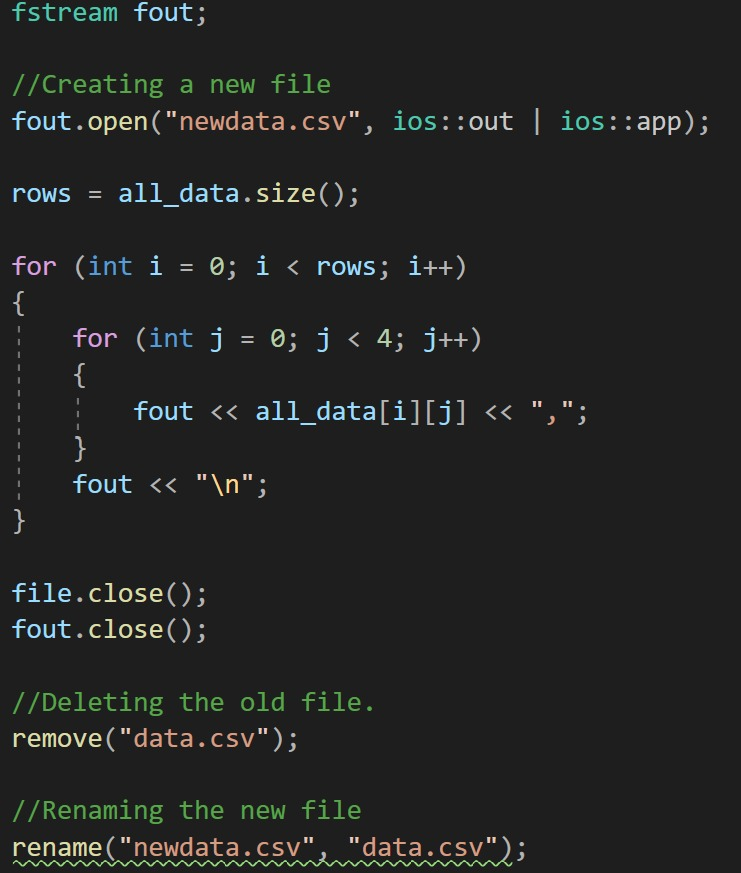 fstream fout;
//Creating a new file
fout.open("newdata.csv", ios::out | ios::app);
rows = all_data.size();
for (int i = 0; i < rows; i++)
{
for (int j = 0; j < 4; j++)
{
fout << all_data[i][j] << ",";
}
fout << "\n";
}
file.close();
fout.close();
//Deleting the old file.
remove("data.csv");
//Renaming the new file
rename("newdata.csv", "data.csv");